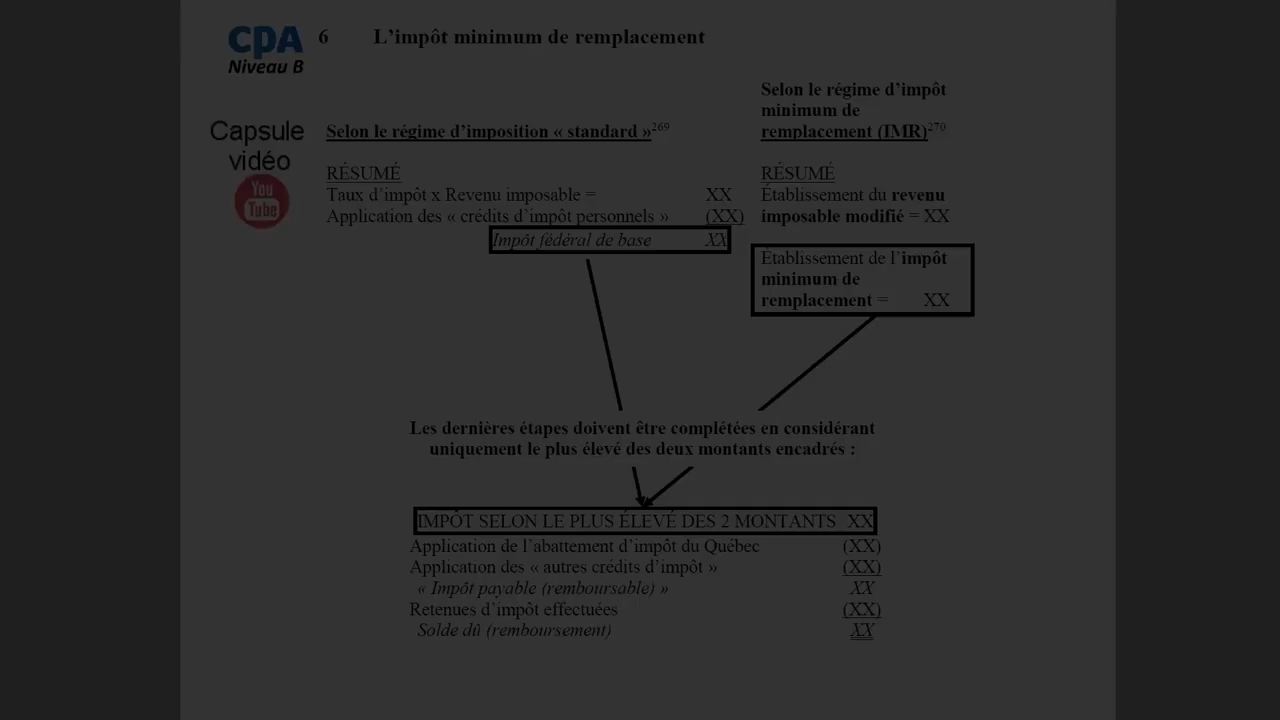 CPA
Niveau B
6 L’impôt minimum de remplacement
Capsule
vidéo
You
Tube
Selon le régime d’imposition « standard »269
RÉSUMÉ
Taux d’impôt x Revenu imposable = XX
Application des « crédits d’impôt personnels » (XX)
Impôt fédéral de base XX
Selon le régime d’impôt
minimum de
remplacement (IMR)270
RÉSUMÉ
Établissement du revenu
imposable modifié = XX
Établissement de l’impôt
minimum de
remplacement = XX
Les dernières étapes doivent être complétées en considérant
uniquement le plus élevé des deux montants encadrés :
IMPÔT SELON LE PLUS ÉLEVÉ DES 2 MONTANTS XX
Application de l’abattement d’impôt du Québec (XX)
Application des « autres crédits d’impôt » (XX)
« Impôt payable (remboursable) » XX
Retenues d’impôt effectuées (XX)
Solde dû (remboursement) XX